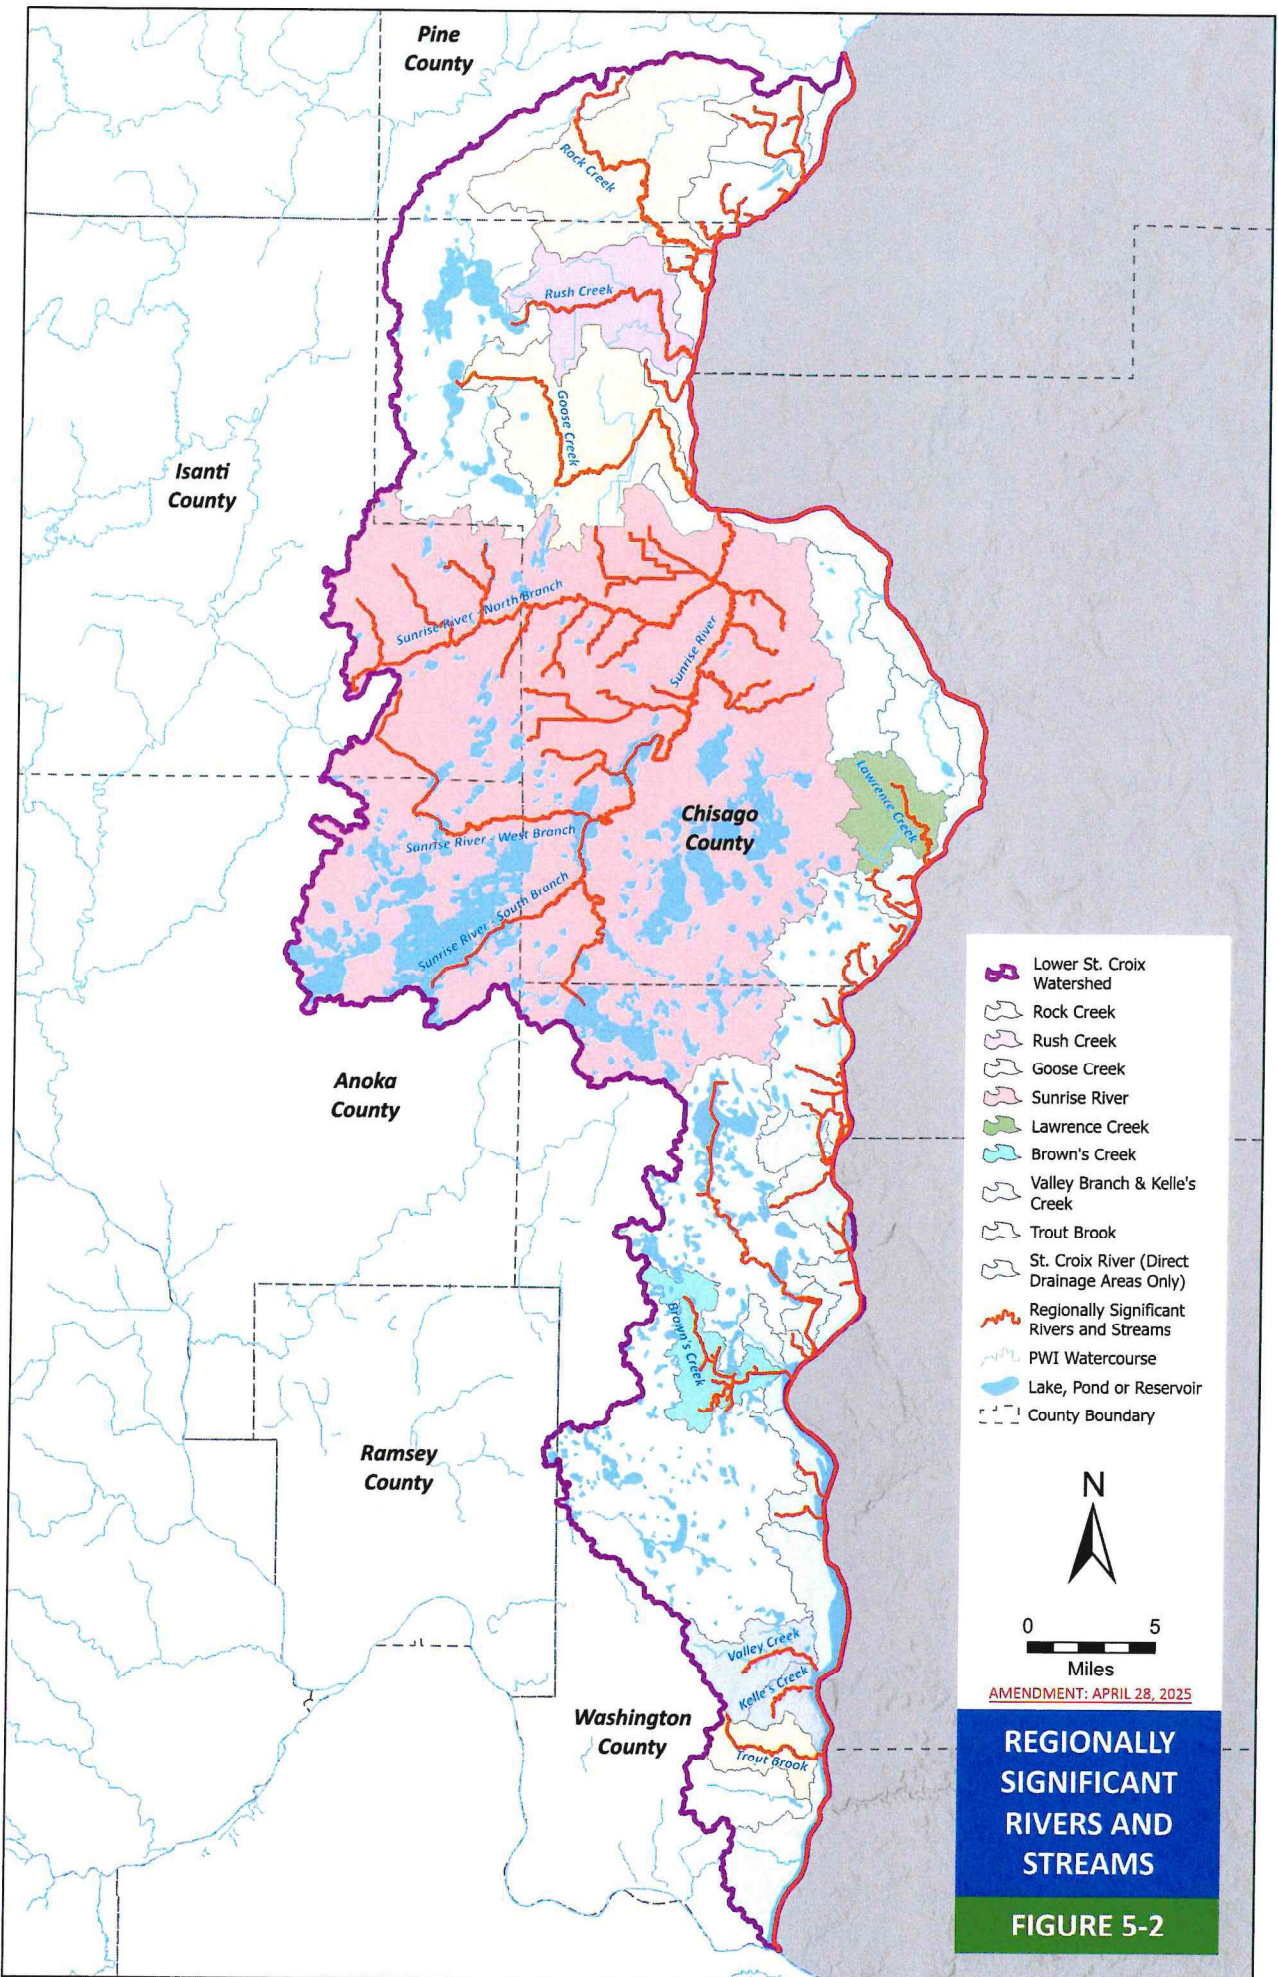 Pine
County
Rock Creek
Rush Creek
Goose Creek
Isanti
County
Sunrise River - North Branch
Sunrise River
Lawrence Creek
Chisago
County
Sunrise River - West Branch
Sunrise River - South Branch
Anoka
County
Brown's Creek
Ramsey
County
Valley Creek
Kelle's Creek
Washington
County
Trout Brook
Lower St. Croix
Watershed
Rock Creek
Rush Creek
Goose Creek
Sunrise River
Lawrence Creek
Brown's Creek
Valley Branch & Kelle's
Creek
Trout Brook
St. Croix River (Direct
Drainage Areas Only)
Regionally Significant
Rivers and Streams
PWI Watercourse
Lake, Pond or Reservoir
County Boundary
N
0 5
Miles
AMENDMENT: APRIL 28, 2025
REGIONALLY
SIGNIFICANT
RIVERS AND
STREAMS
FIGURE 5-2